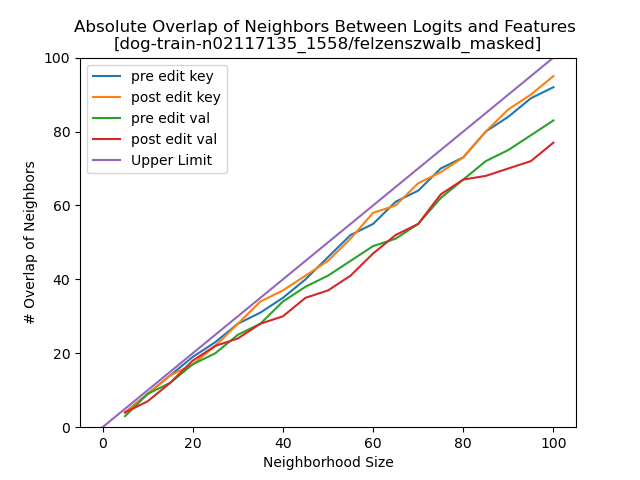 Absolute Overlap of Neighbors Between Logits and Features
[dog-train-n02117135_1558/felzenszwalb_masked]
pre edit key
post edit key
pre edit val
post edit val
Upper Limit
# Overlap of Neighbors
100
80
60
40
20
0
0 20 40 60 80 100
Neighborhood Size